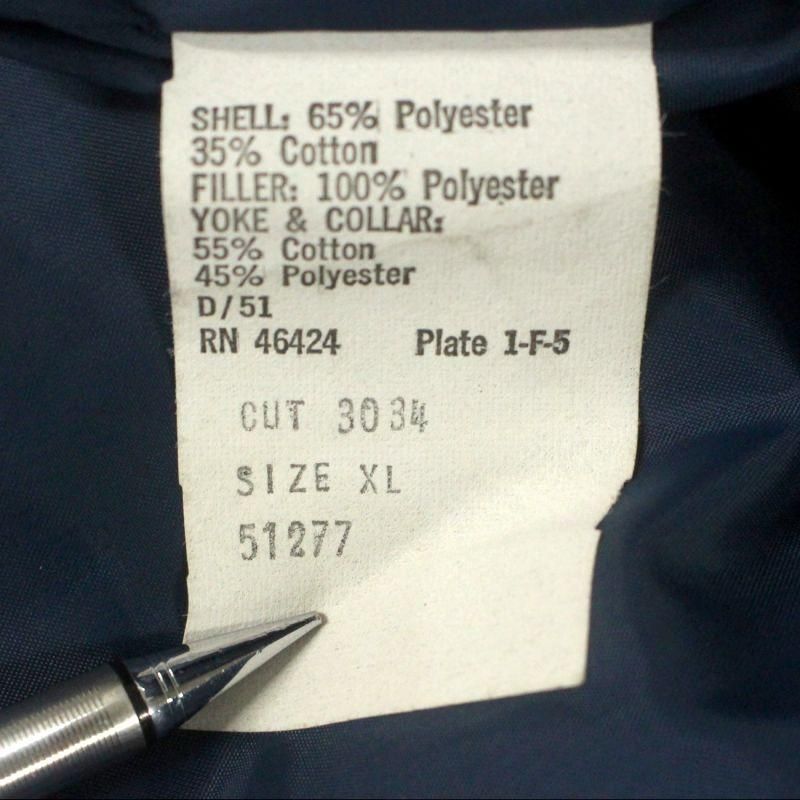 SHELL: 65% Polyester
35% Cotton
FILLER: 100% Polyester
YOKE & COLLAR:
55% Cotton
45% Polyester
D/51
RN 46424 Plate 1-F-5
CUT 3034
SIZE XL
51277